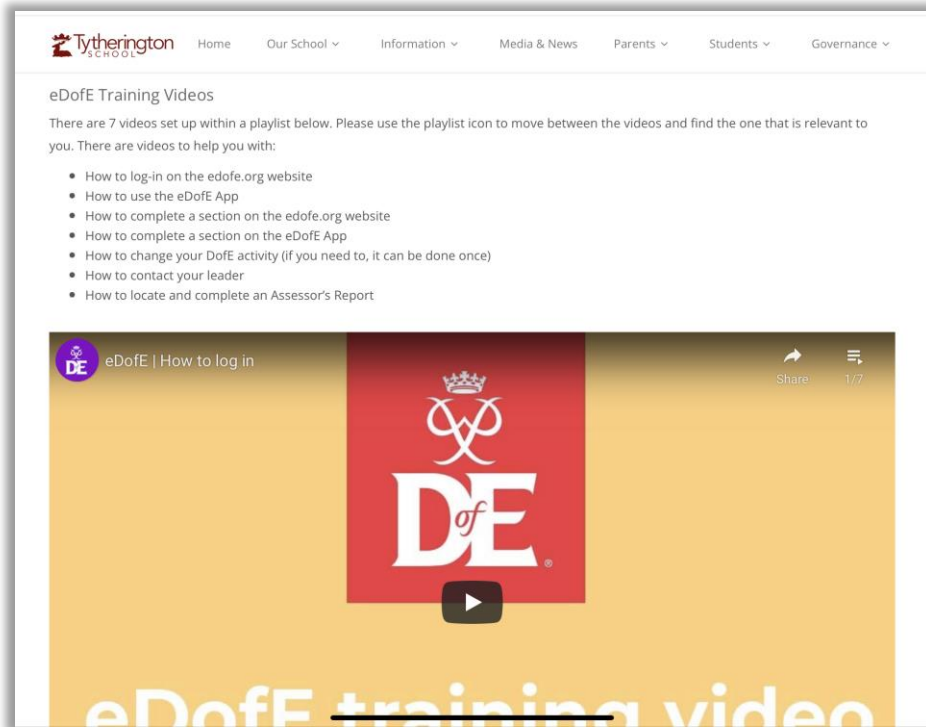 Tytherington
SCHOOL
Home
Our School
Information
Media & News
Parents
Students
Governance
eDofE Training Videos
There are 7 videos set up within a playlist below. Please use the playlist icon to move between the videos and find the one that is relevant to
you. There are videos to help you with:
How to log-in on the edofe.org website
How to use the eDofE App
How to complete a section on the edofe.org website
How to complete a section on the eDofE App
How to change your DofE activity (if you need to, it can be done once)
How to contact your leader
How to locate and complete an Assessor's Report
DE
eDofE | How to log in
Share
1/7
DofE®
eDofE training video